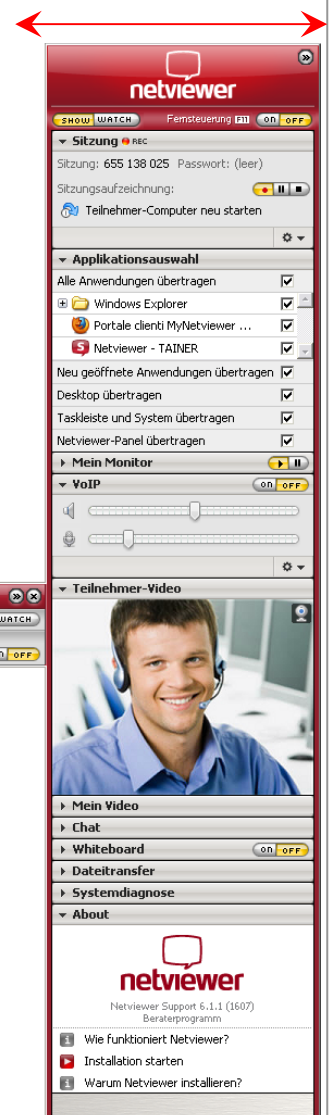 netviewer
SHOW WATCH Fernsteuerung F11 ON OFF
Sitzung REC
Sitzung: 655 138 025 Passwort: (leer)
Sitzungsaufzeichnung:
Teilnehmer-Computer neu starten
Applikationsauswahl
Alle Anwendungen übertragen
Windows Explorer
Portale clienti MyNetviewer ...
Netviewer - TAINER
Neu geöffnete Anwendungen übertragen
Desktop übertragen
Taskleiste und System übertragen
Netviewer-Panel übertragen
Mein Monitor
VoIP ON OFF
Teilnehmer-Video
WATCH
OFF
Mein Video
Chat
Whiteboard ON OFF
Dateitransfer
Systemdiagnose
About
netviewer
Netviewer Support 6.1.1 (1607)
Beraterprogramm
Wie funktioniert Netviewer?
Installation starten
Warum Netviewer installieren?